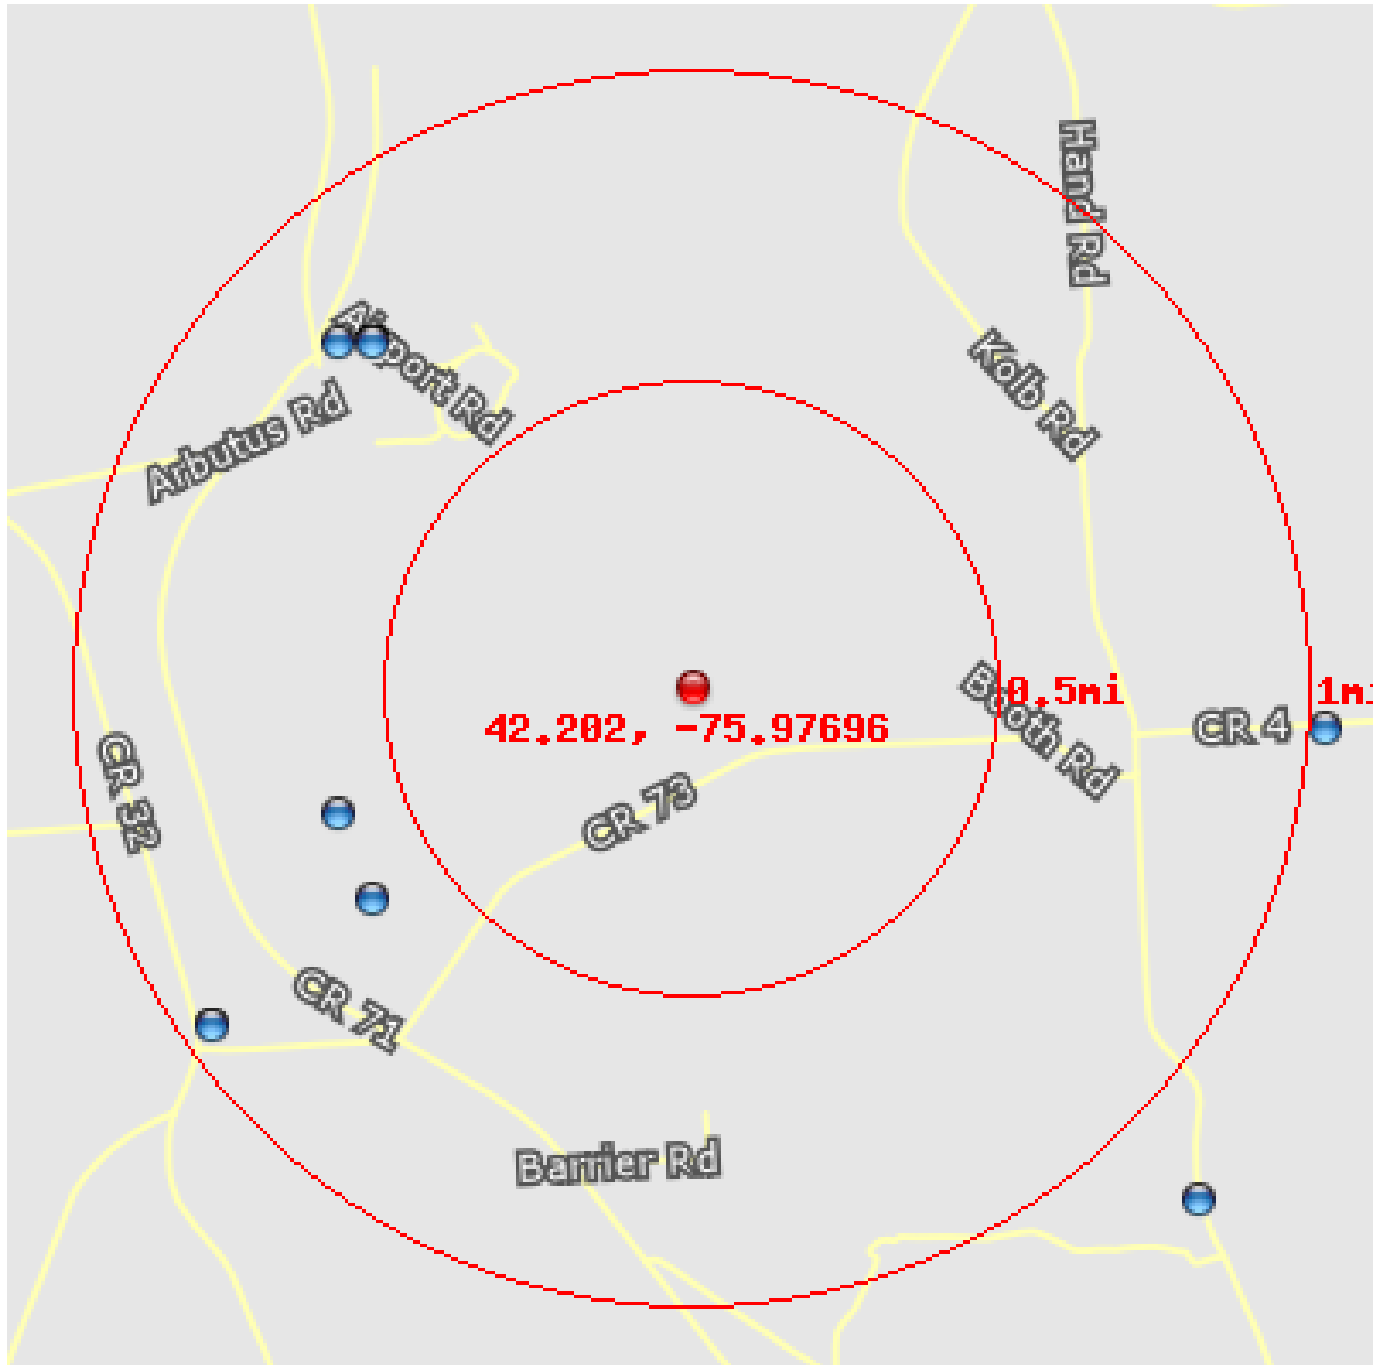 Hand Rd
Airport Rd
Kolb Rd
Arbutus Rd
0.5mi
1mi
42.202, -75.97696
Booth Rd
CR 4
CR 32
CR 73
CR 71
Barrier Rd